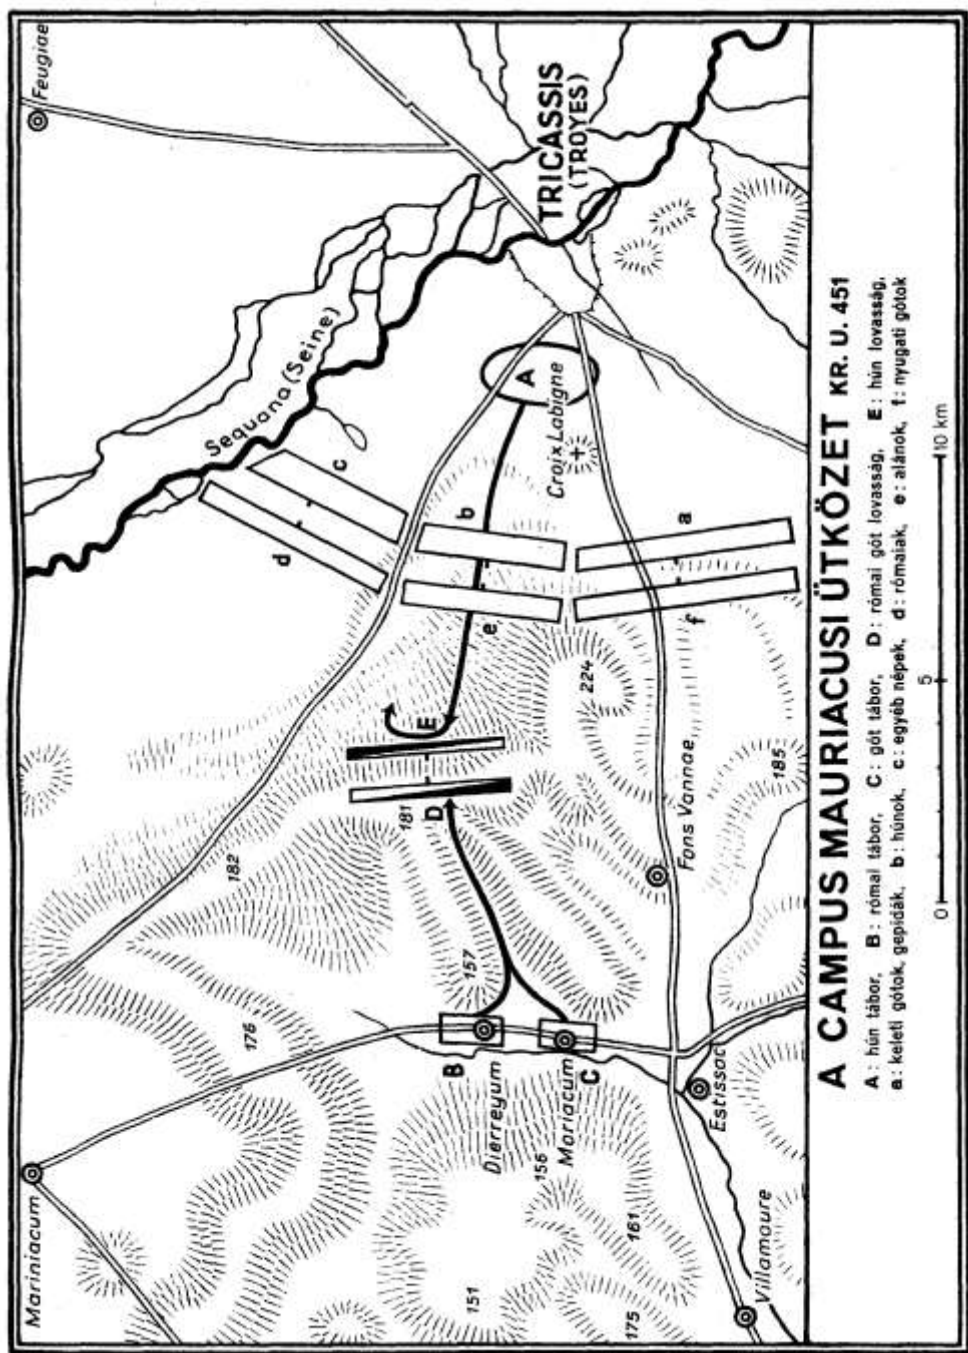 Mariniacum
Feugiae
Sequana (Seine)
TRICASSIS
(TROYES)
176
182
c
d
181
b
A
E
e
D
B
157
Croix Labigne
Dierreyum
Moriacum
C
224
156
151
a
f
161
175
Fons Vannae
185
Estissac
Villamaure
A CAMPUS MAURIACUSI ÜTKÖZET KR. U. 451
A: hún tábor, B: római tábor, C: gót tábor, D: római gót lovasság, E: hún lovasság,
a: keleti gótok, gepidák, b: húnok, c: egyéb népek, d: rómaiak, e: alánok, f: nyugati gótok
0 5 10 km